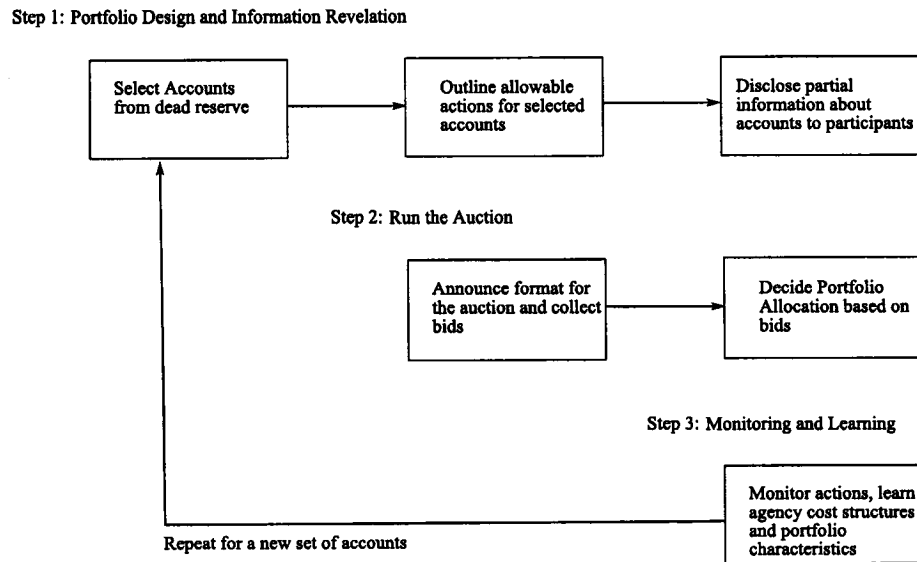 Step 1: Portfolio Design and Information Revelation
Select Accounts
from dead reserve
Outline allowable
actions for selected
accounts
Disclose partial
information about
accounts to participants
Step 2: Run the Auction
Announce format for
the auction and collect
bids
Decide Portfolio
Allocation based on
bids
Step 3: Monitoring and Learning
Monitor actions, learn
agency cost structures
and portfolio
characteristics
Repeat for a new set of accounts